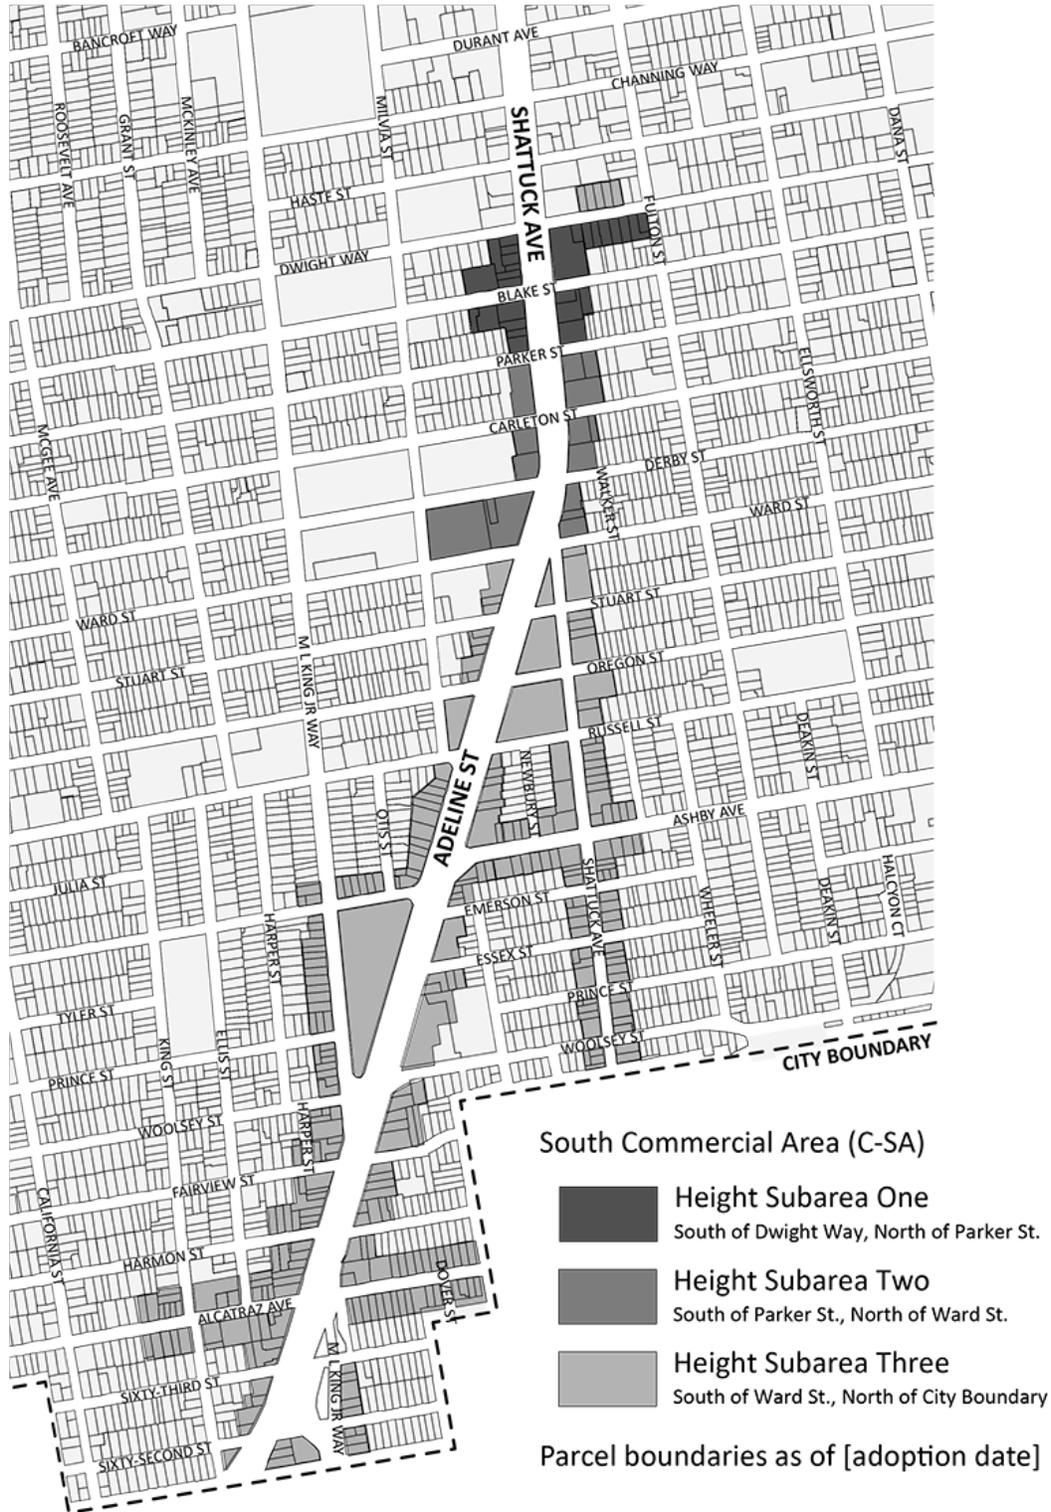 BANCROFT WAY
DURANT AVE
CHANNING WAY
ROOSEVELT AVE
GRANT ST
MCKINLEY AVE
MILVIA ST
SHATTUCK AVE
DANA ST
HASTE ST
FULTON ST
DWIGHT WAY
BLAKE ST
PARKER ST
ELLSWORTH ST
CARLETON ST
MCGEE AVE
DERBY ST
WALKER ST
WARD ST
STUART ST
WARD ST
M L KING JR WAY
OREGON ST
STUART ST
RUSSELL ST
DEAKIN ST
NEWBURY ST
ADELINE ST
OTIS S
ASHBY AVE
JULIA ST
SHATTUCK AVE
EMERSON ST
WHEELER ST
DEAKIN ST
HALCYON CT
HARPER ST
ESSEX ST
PRINCE ST
TYLER ST
KING ST
ELLIS ST
WOOLSEY ST
CITY BOUNDARY
PRINCE ST
WOOLSEY ST
HARPER ST
FAIRVIEW ST
CALIFORNIA ST
HARMON ST
DOVER ST
ALCATRAZ AVE
M L KING JR WAY
SIXTY-THIRD ST
SIXTY-SECOND ST
South Commercial Area (C-SA)
Height Subarea One
South of Dwight Way, North of Parker St.
Height Subarea Two
South of Parker St., North of Ward St.
Height Subarea Three
South of Ward St., North of City Boundary
Parcel boundaries as of [adoption date]